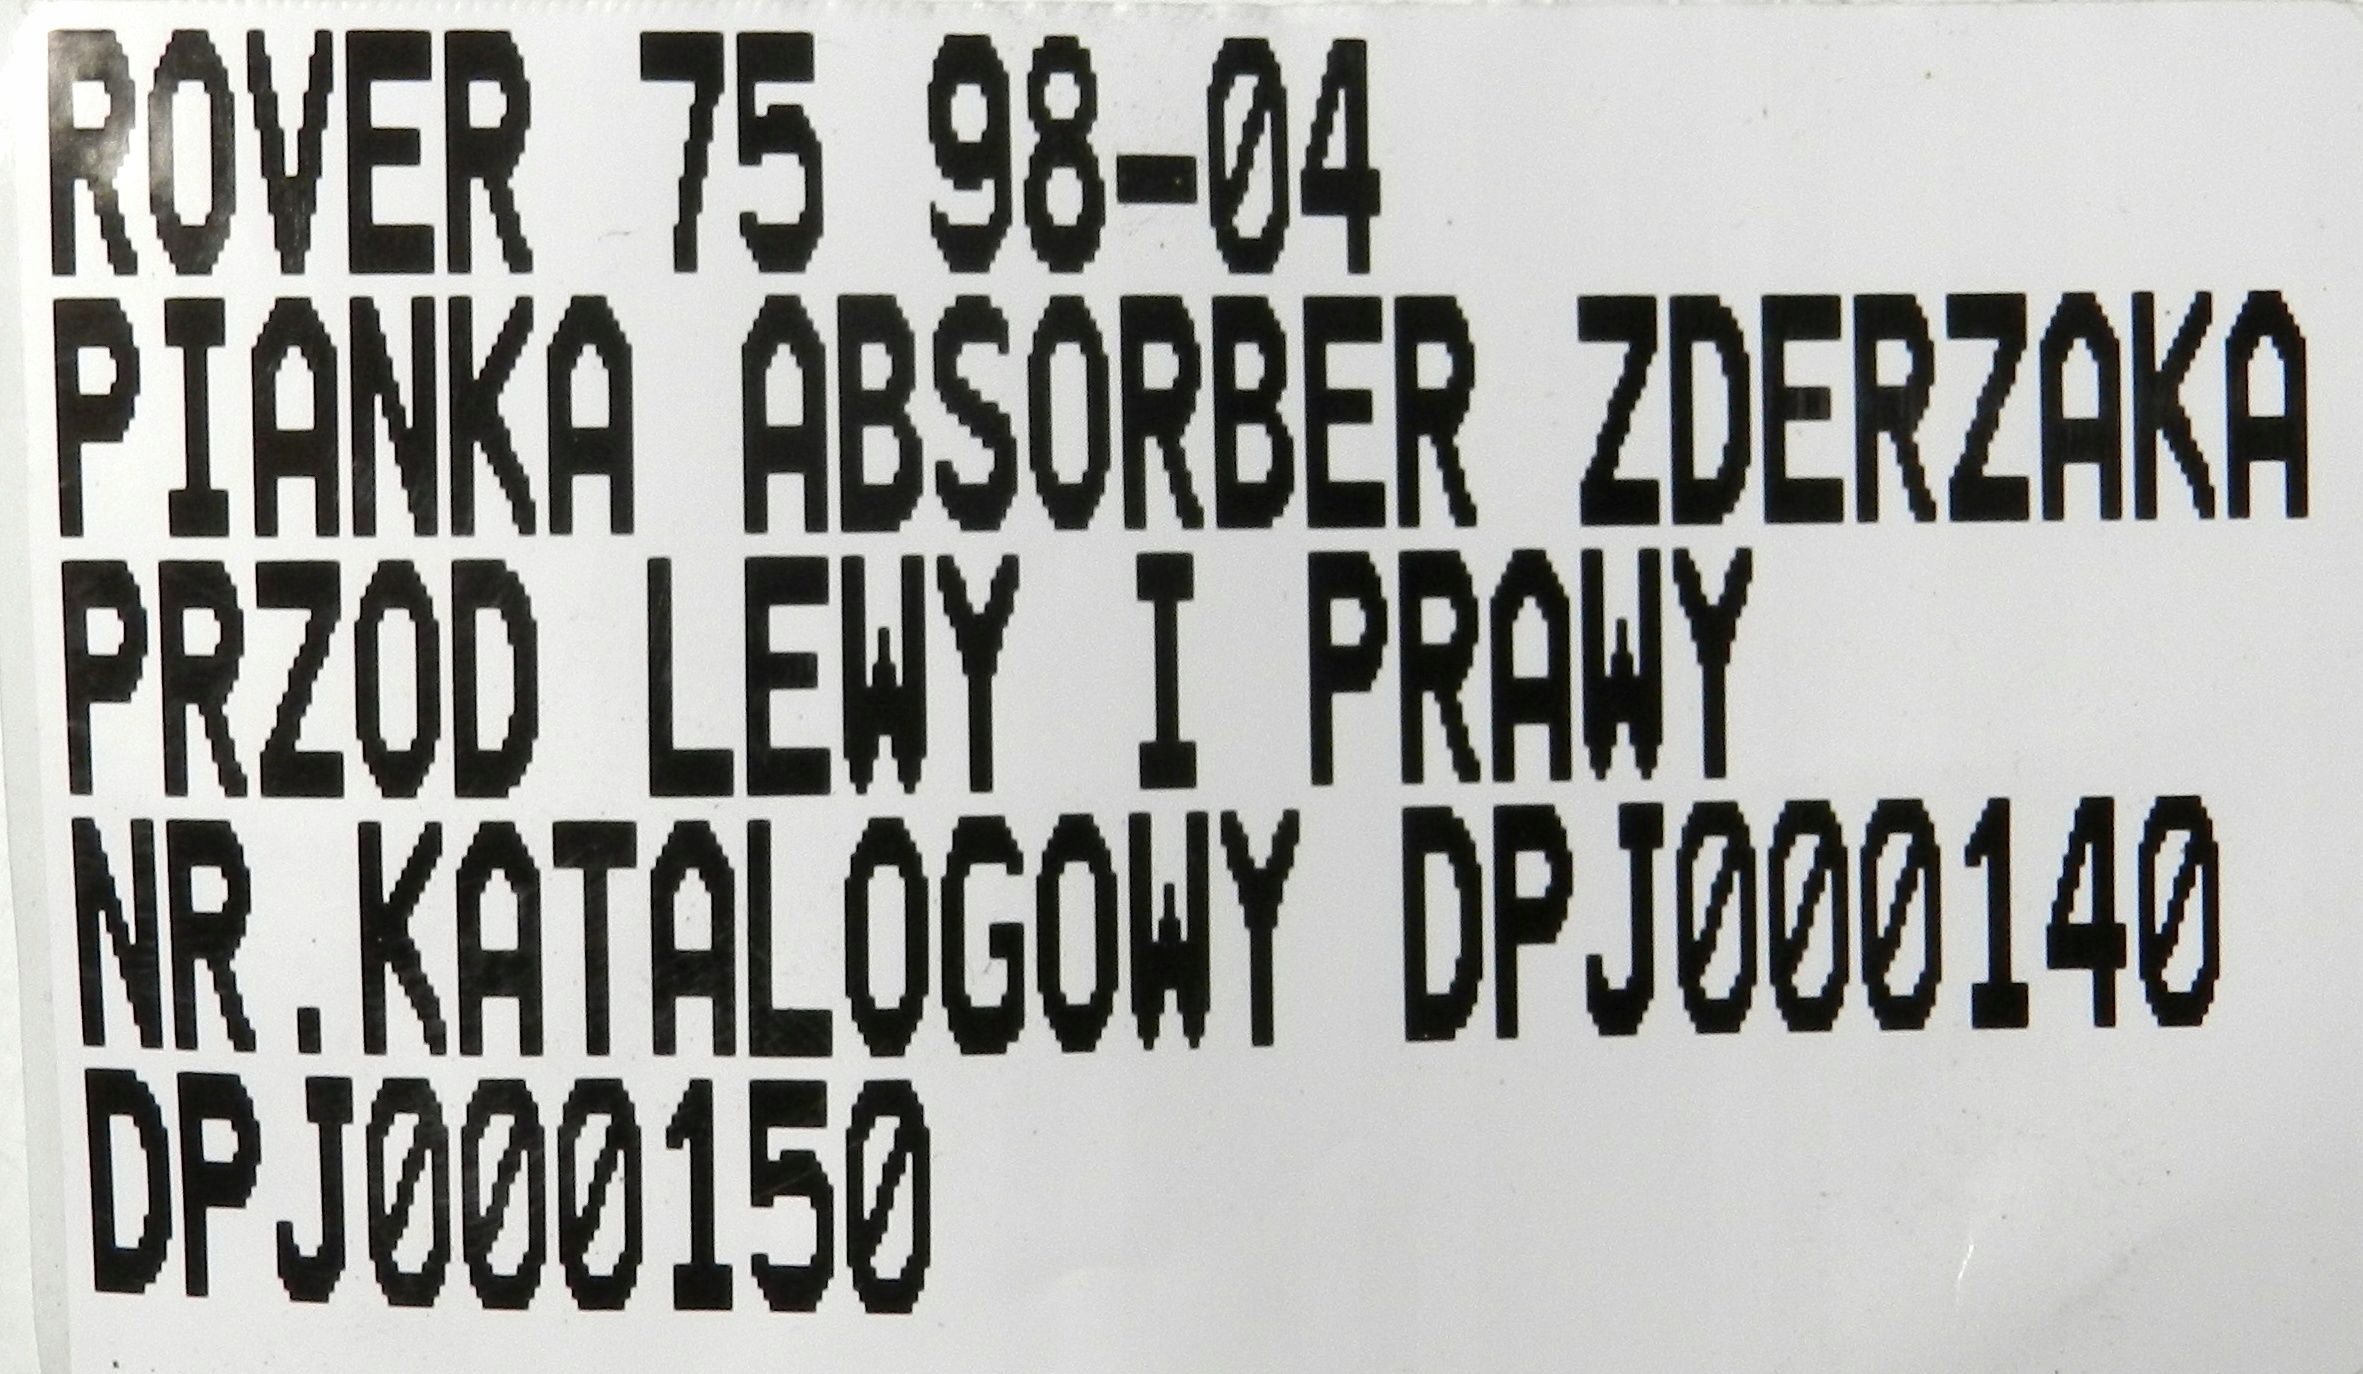 ROVER 75 98-04
PIANKA ABSORBER ZDERZAKA
PRZOD LEWY I PRAWY
NR.KATALOGOWY DPJ000140
DPJ000150